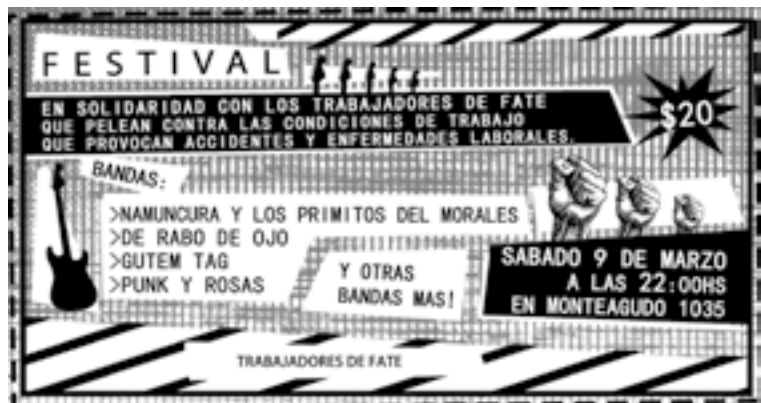 FESTIVAL
EN SOLIDARIDAD CON LOS TRABAJADORES DE FATE
QUE PELEAN CONTRA LAS CONDICIONES DE TRABAJO
QUE PROVOCAN ACCIDENTES Y ENFERMEDADES LABORALES.
$20
BANDAS:
>NAMUNCURA Y LOS PRIMITOS DEL MORALES
>DE RABO DE OJO
>GUTEM TAG
>PUNK Y ROSAS
Y OTRAS
BANDAS MAS!
SABADO 9 DE MARZO
A LAS 22:00HS
EN MONTEAGUDO 1035
TRABAJADORES DE FATE